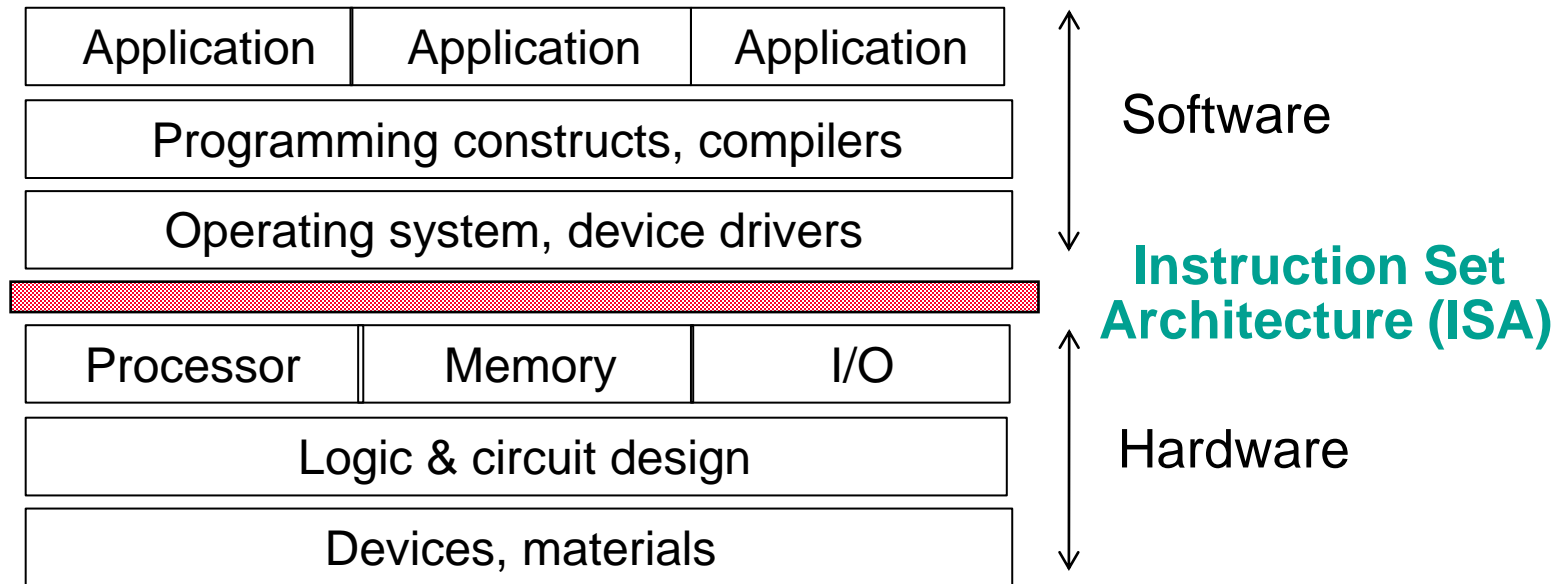 Application Application Application
Software
Programming constructs, compilers
Operating system, device drivers
Instruction Set
Architecture (ISA)
Processor Memory I/O
Hardware
Logic & circuit design
Devices, materials